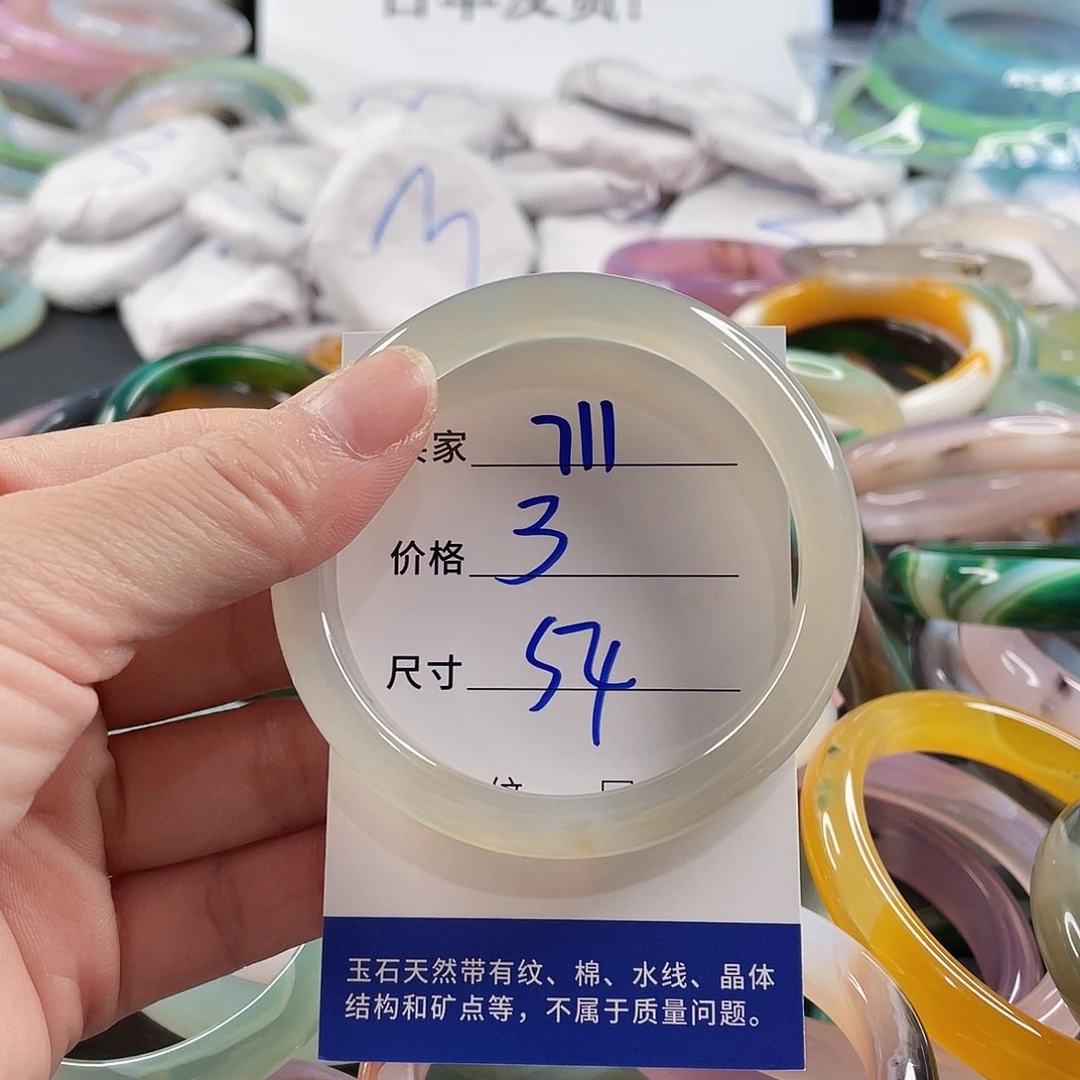 家 711
价格 3
尺寸 54
玉石天然带有纹、棉、水线、晶体
结构和矿点等，不属于质量问题。